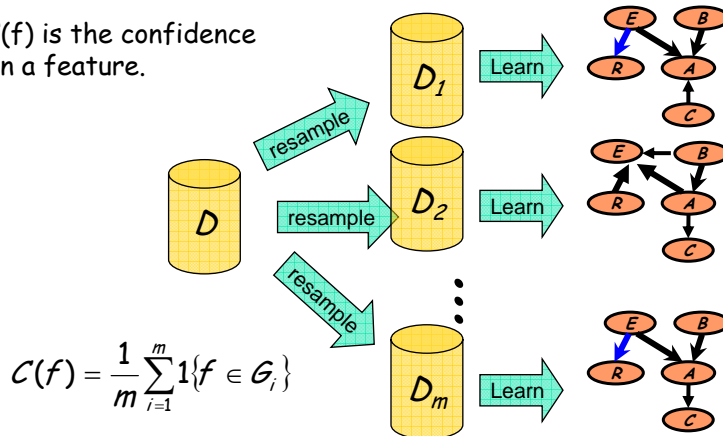 (f) is the confidence
n a feature.
D
resample
resample
resample
D1
D2
Dm
Learn
Learn
Learn
E B
R A
C
E B
R A
C
E B
R A
C
C(f) = 1/m ∑_{i=1}^{m} 1{f ∈ G_i}